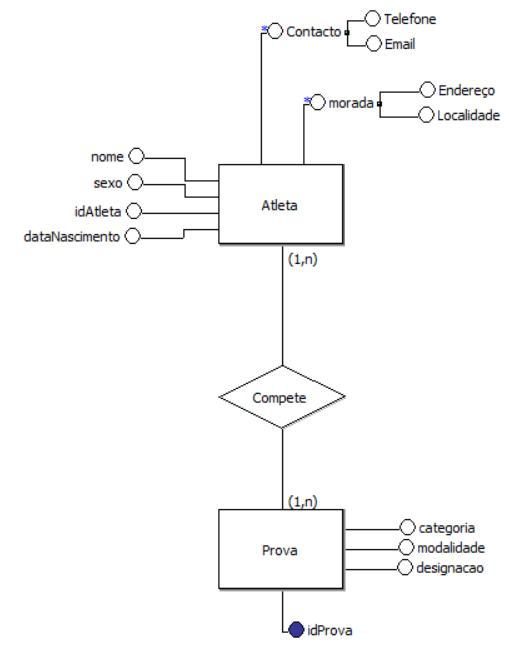 Telefone
* Contacto
Email
Endereço
* morada
Localidade
nome
sexo
Atleta
idAtleta
dataNascimento
(1,n)
Compete
(1,n)
categoria
Prova
modalidade
designacao
idProva